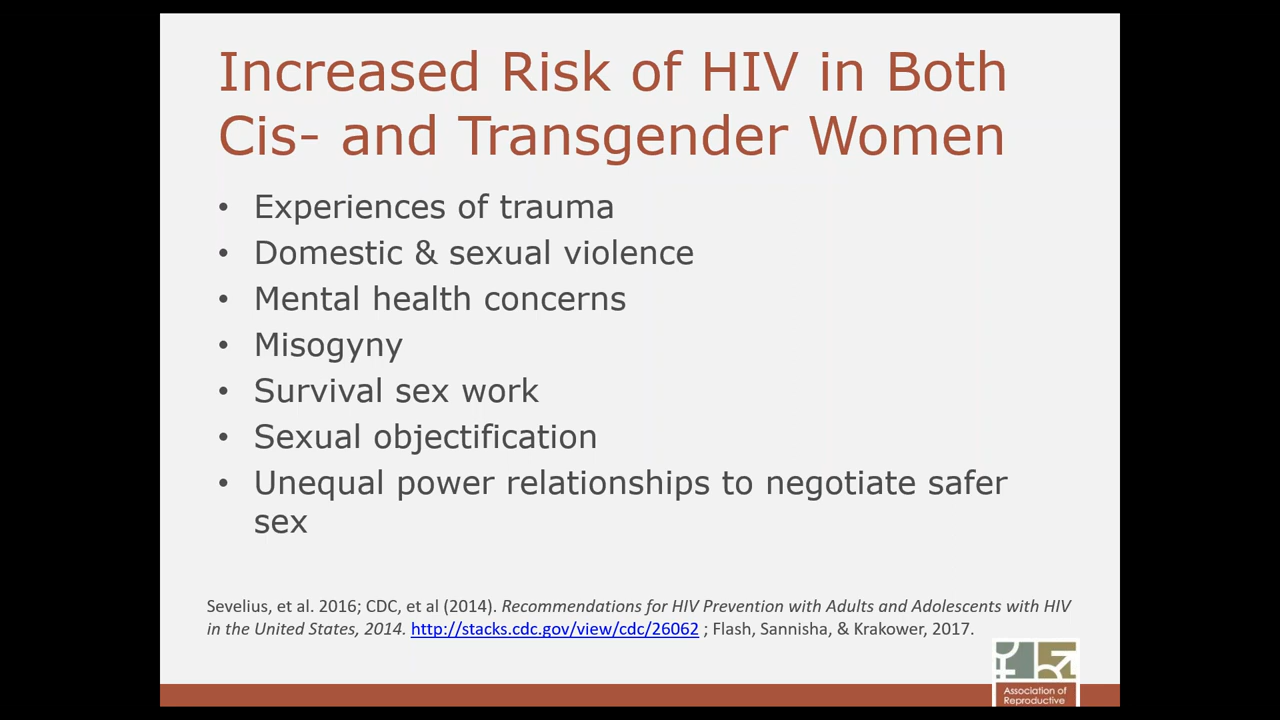 Increased Risk of HIV in Both
Cis- and Transgender Women
• Experiences of trauma
• Domestic & sexual violence
• Mental health concerns
• Misogyny
• Survival sex work
• Sexual objectification
• Unequal power relationships to negotiate safer
sex
Sevelius, et al. 2016; CDC, et al (2014). Recommendations for HIV Prevention with Adults and Adolescents with HIV
in the United States, 2014. http://stacks.cdc.gov/view/cdc/26062 ; Flash, Sannisha, & Krakower, 2017.
Association of
Reproductive